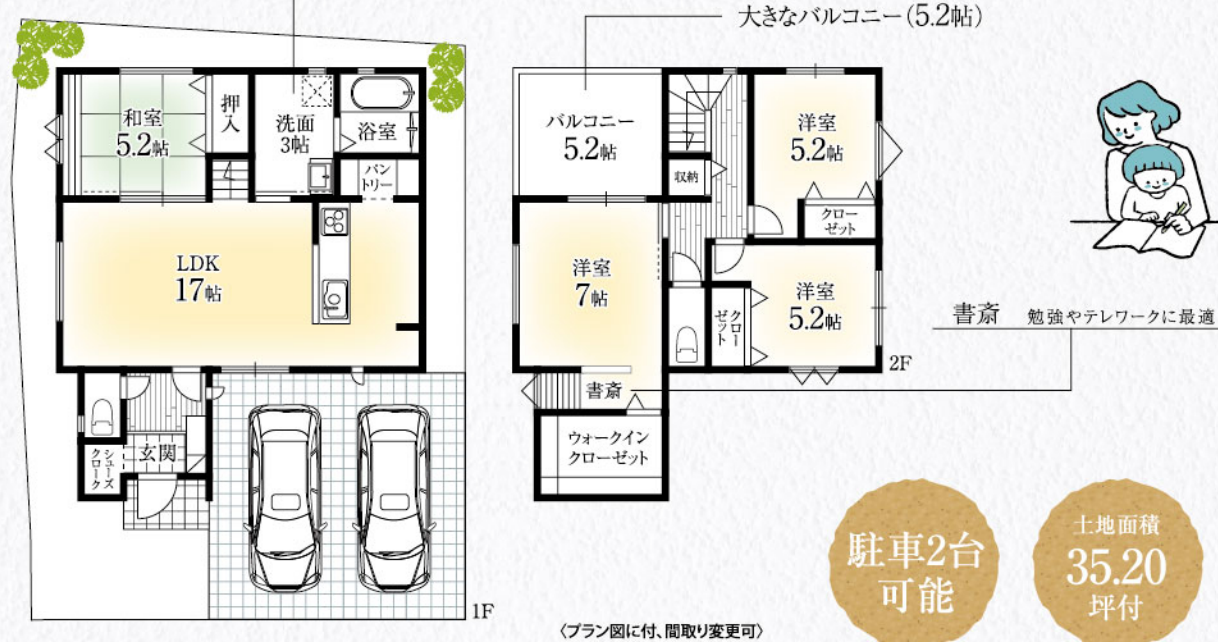 大きなバルコニー(5.2帖)
和室
5.2帖
押
入
洗面
3帖
浴室
パン
トリー
LDK
17帖
玄関
シューズ
クローク
1F
バルコニー
5.2帖
収納
洋室
5.2帖
クロー
ゼット
洋室
7帖
洋室
5.2帖
クロー
ゼット
書斎
ウォークイン
クローゼット
2F
書斎 勉強やテレワークに最適
駐車2台
可能
土地面積
35.20
坪付
〈プラン図に付、間取り変更可〉